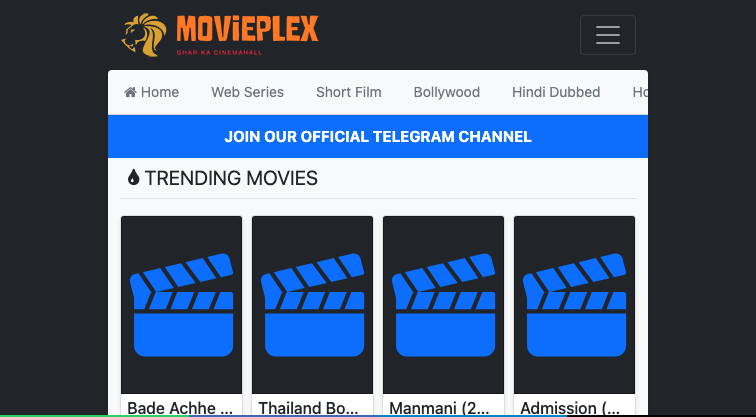 MOViEPLEX
GHAR KA CINEMAHALL
Home Web Series Short Film Bollywood Hindi Dubbed Ho
JOIN OUR OFFICIAL TELEGRAM CHANNEL
TRENDING MOVIES
Bade Achhe ... Thailand Bo... Manmani (2... Admission (...